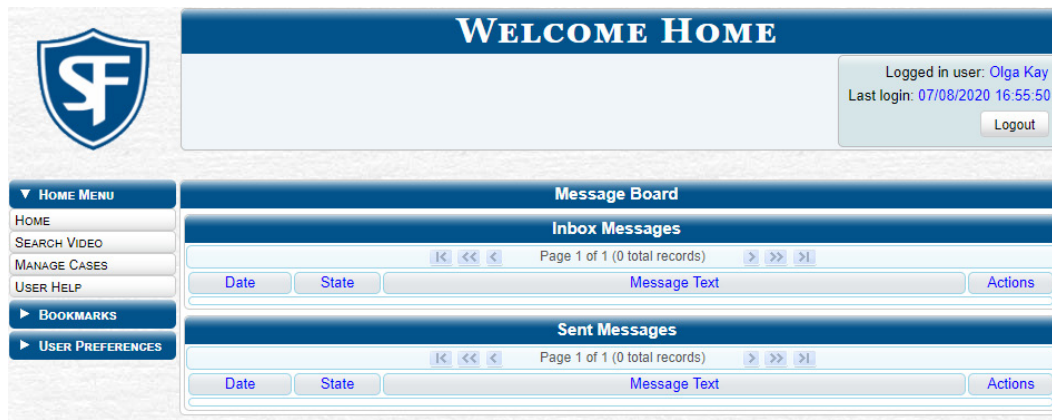 SF
WELCOME HOME
Logged in user: Olga Kay
Last login: 07/08/2020 16:55:50
Logout
▼ HOME MENU
HOME
SEARCH VIDEO
MANAGE CASES
USER HELP
► BOOKMARKS
► USER PREFERENCES
Message Board
Inbox Messages
|< << < Page 1 of 1 (0 total records) > >> >|
Date State Message Text Actions
Sent Messages
|< << < Page 1 of 1 (0 total records) > >> >|
Date State Message Text Actions